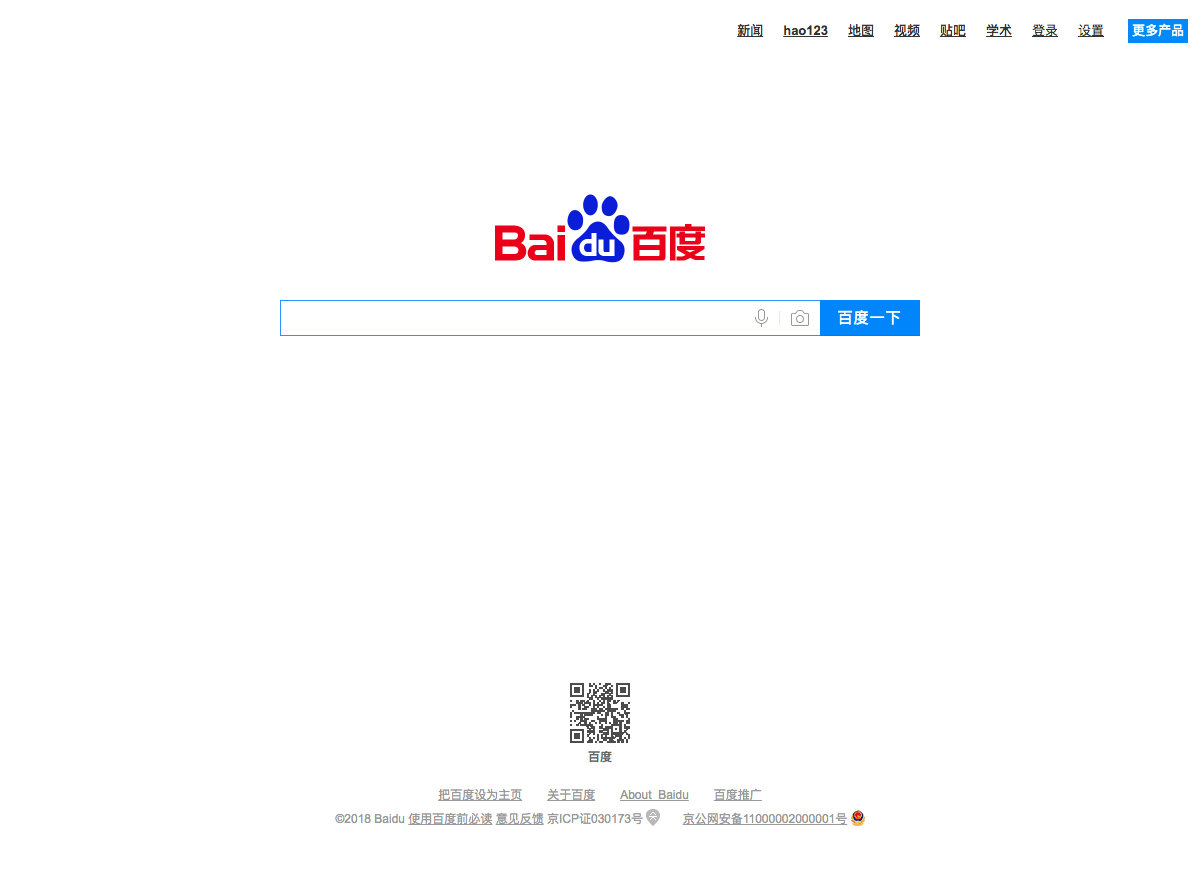 新闻 hao123 地图 视频 贴吧 学术 登录 设置 更多产品
Bai du 百度
百度一下
百度
把百度设为主页 关于百度 About Baidu 百度推广
©2018 Baidu 使用百度前必读 意见反馈 京ICP证030173号 京公网安备11000002000001号